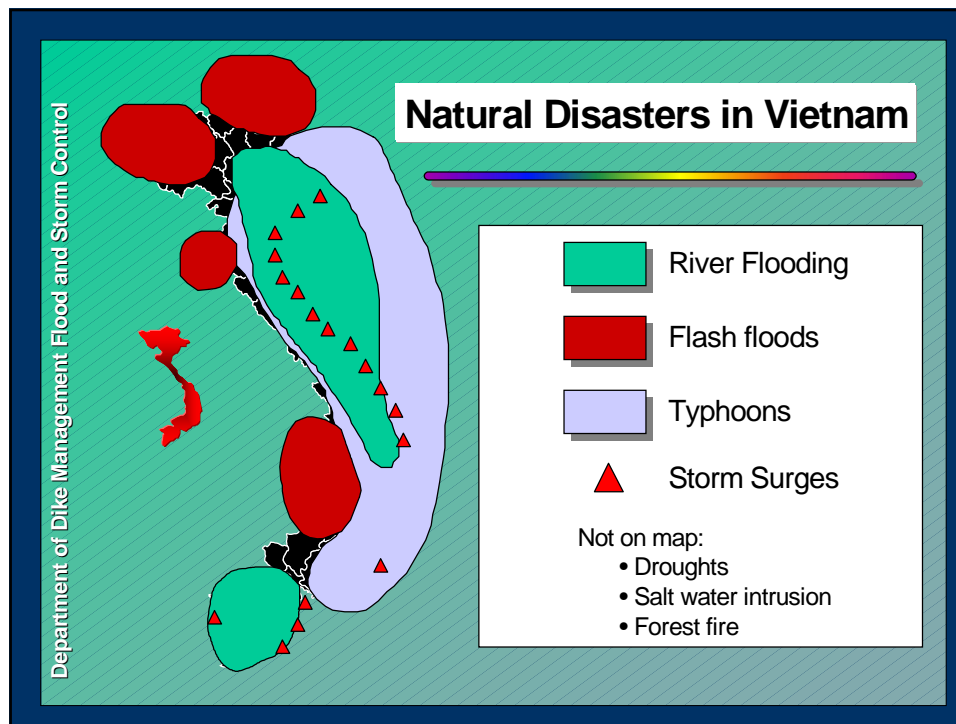 Department of Dike Management Flood and Storm Control
Natural Disasters in Vietnam
River Flooding
Flash floods
Typhoons
Storm Surges
Not on map:
• Droughts
• Salt water intrusion
• Forest fire